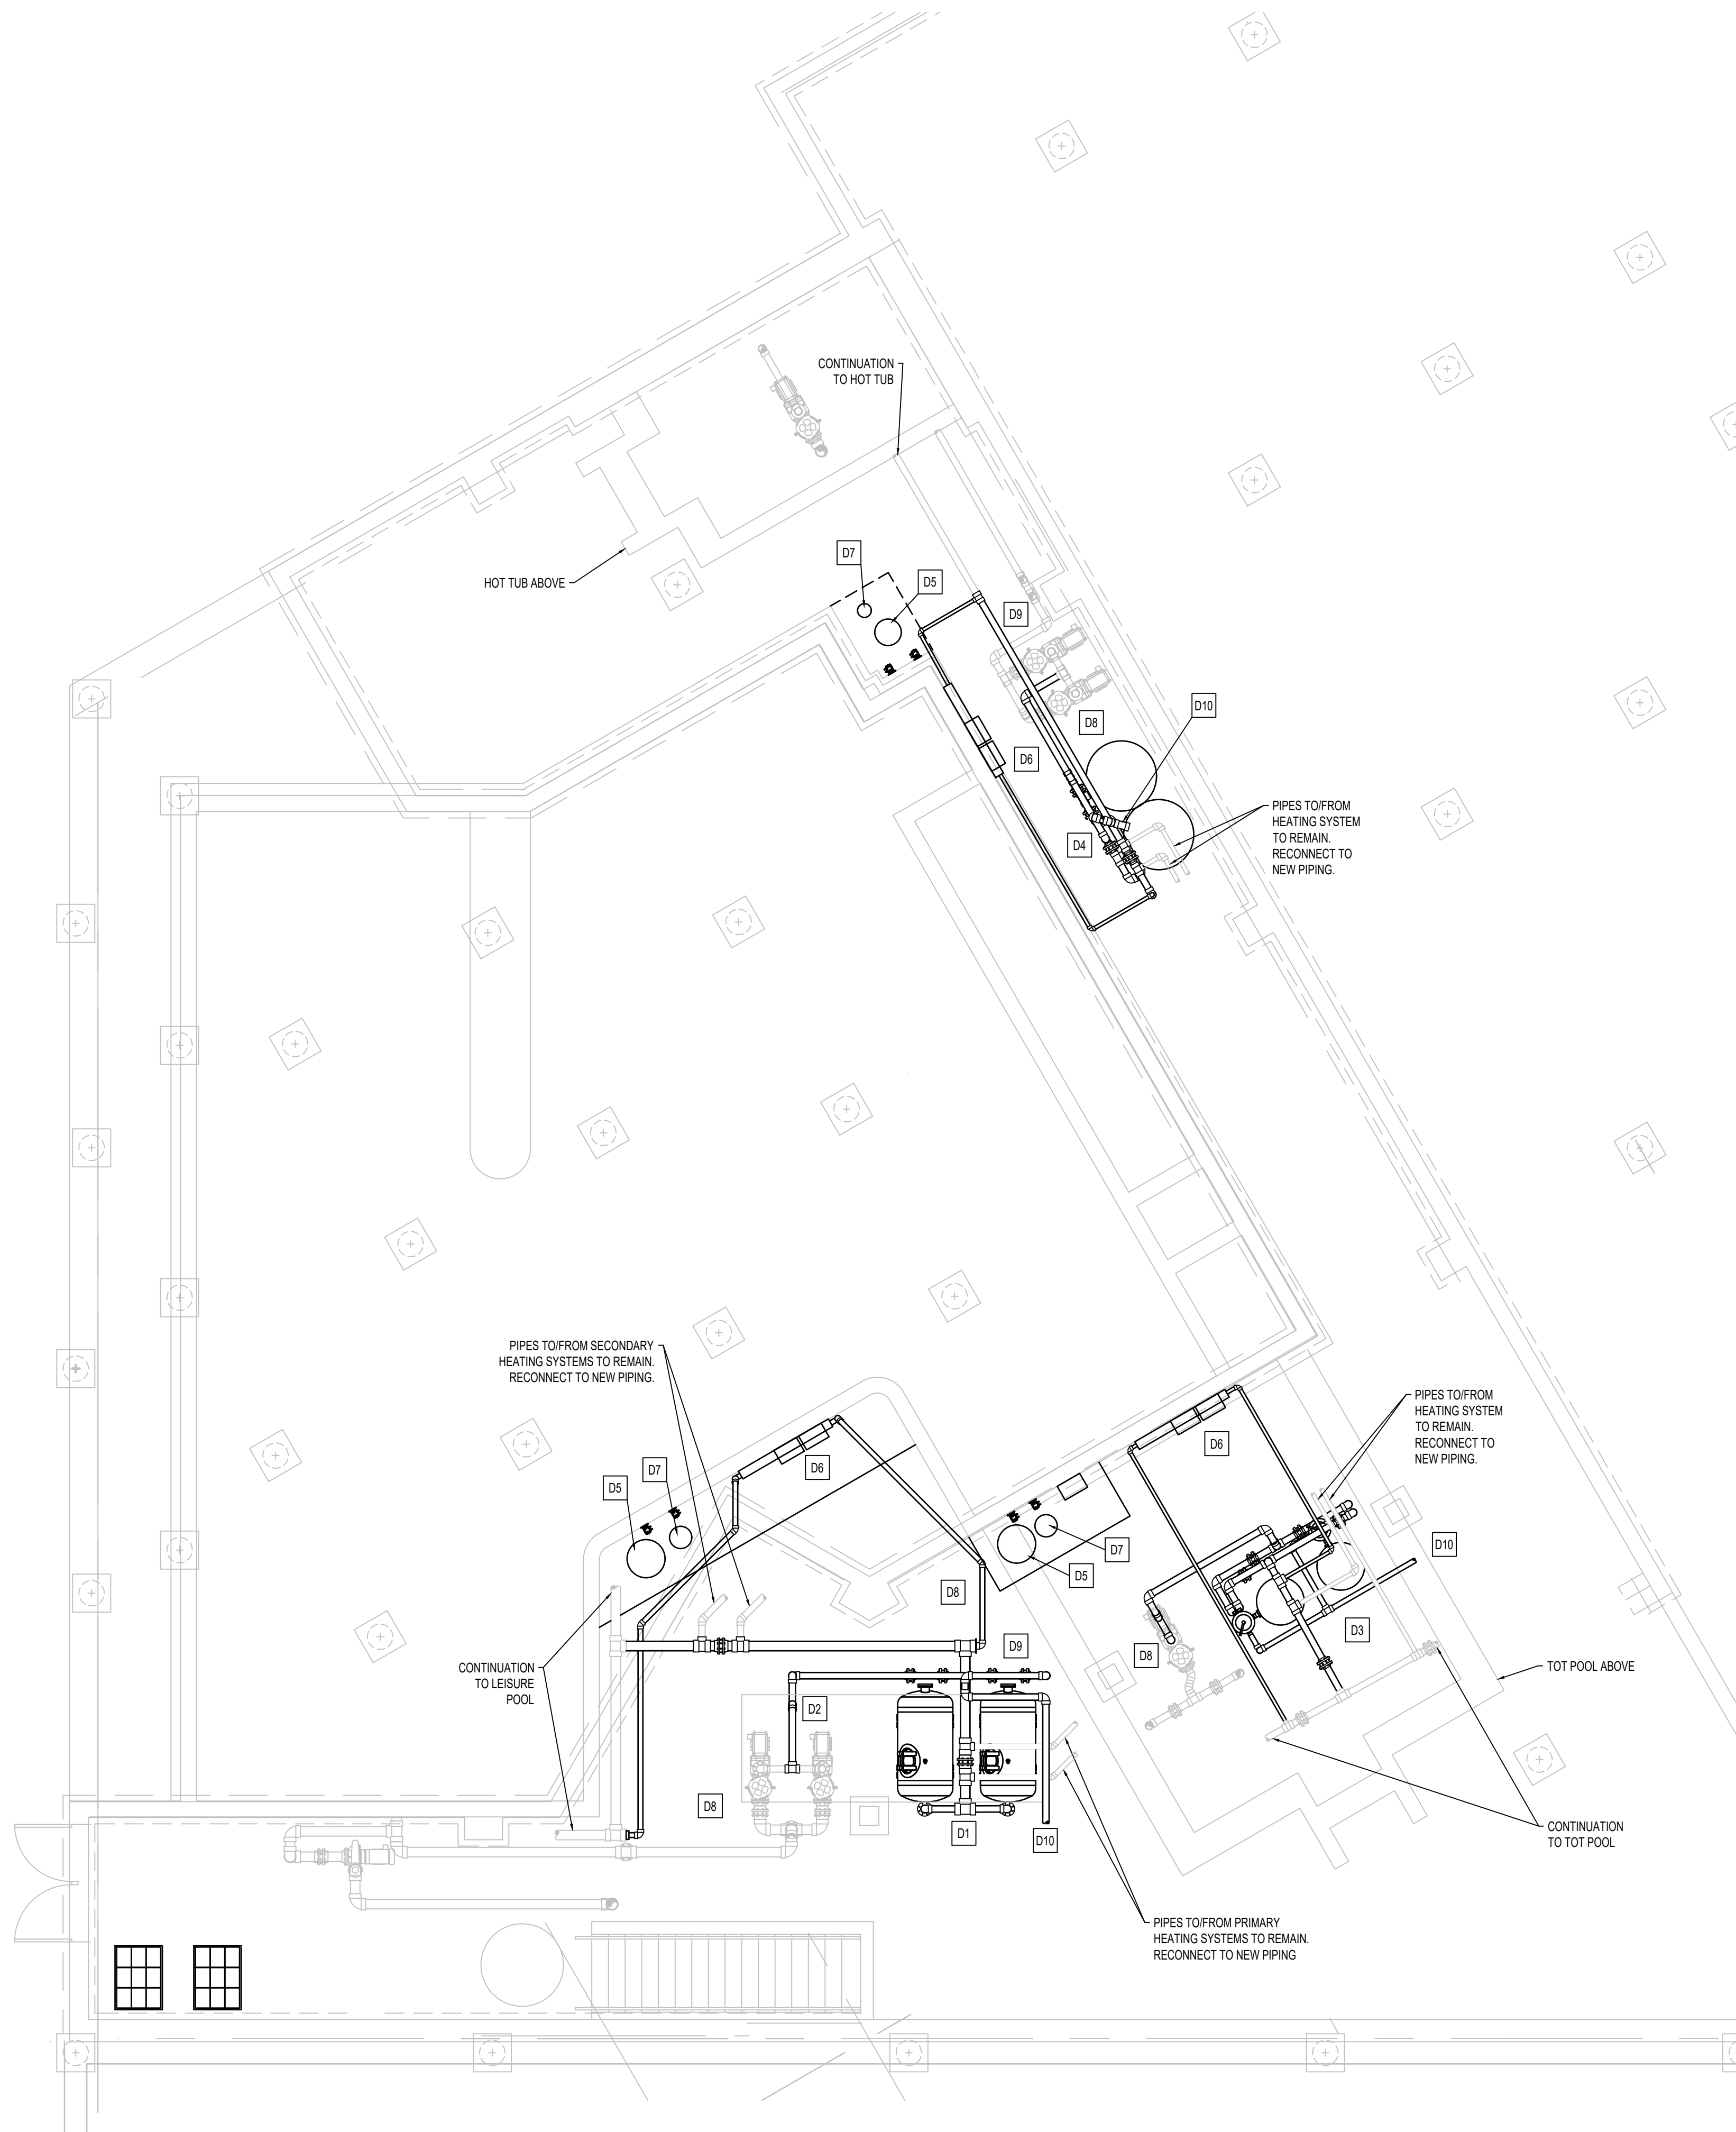 CONTINUATION
TO HOT TUB
D7
HOT TUB ABOVE
D5
D9
D10
D8
D6
PIPES TO/FROM
HEATING SYSTEM
TO REMAIN.
RECONNECT TO
NEW PIPING.
D4
PIPES TO/FROM SECONDARY
HEATING SYSTEMS TO REMAIN.
RECONNECT TO NEW PIPING.
PIPES TO/FROM
HEATING SYSTEM
TO REMAIN.
RECONNECT TO
NEW PIPING.
D6
D7
D6
D5
D10
D7
D5
D8
D3
D9
D8
CONTINUATION
TO LEISURE
POOL
TOT POOL ABOVE
D2
D8
D1
D10
CONTINUATION
TO TOT POOL
PIPES TO/FROM PRIMARY
HEATING SYSTEMS TO REMAIN.
RECONNECT TO NEW PIPING